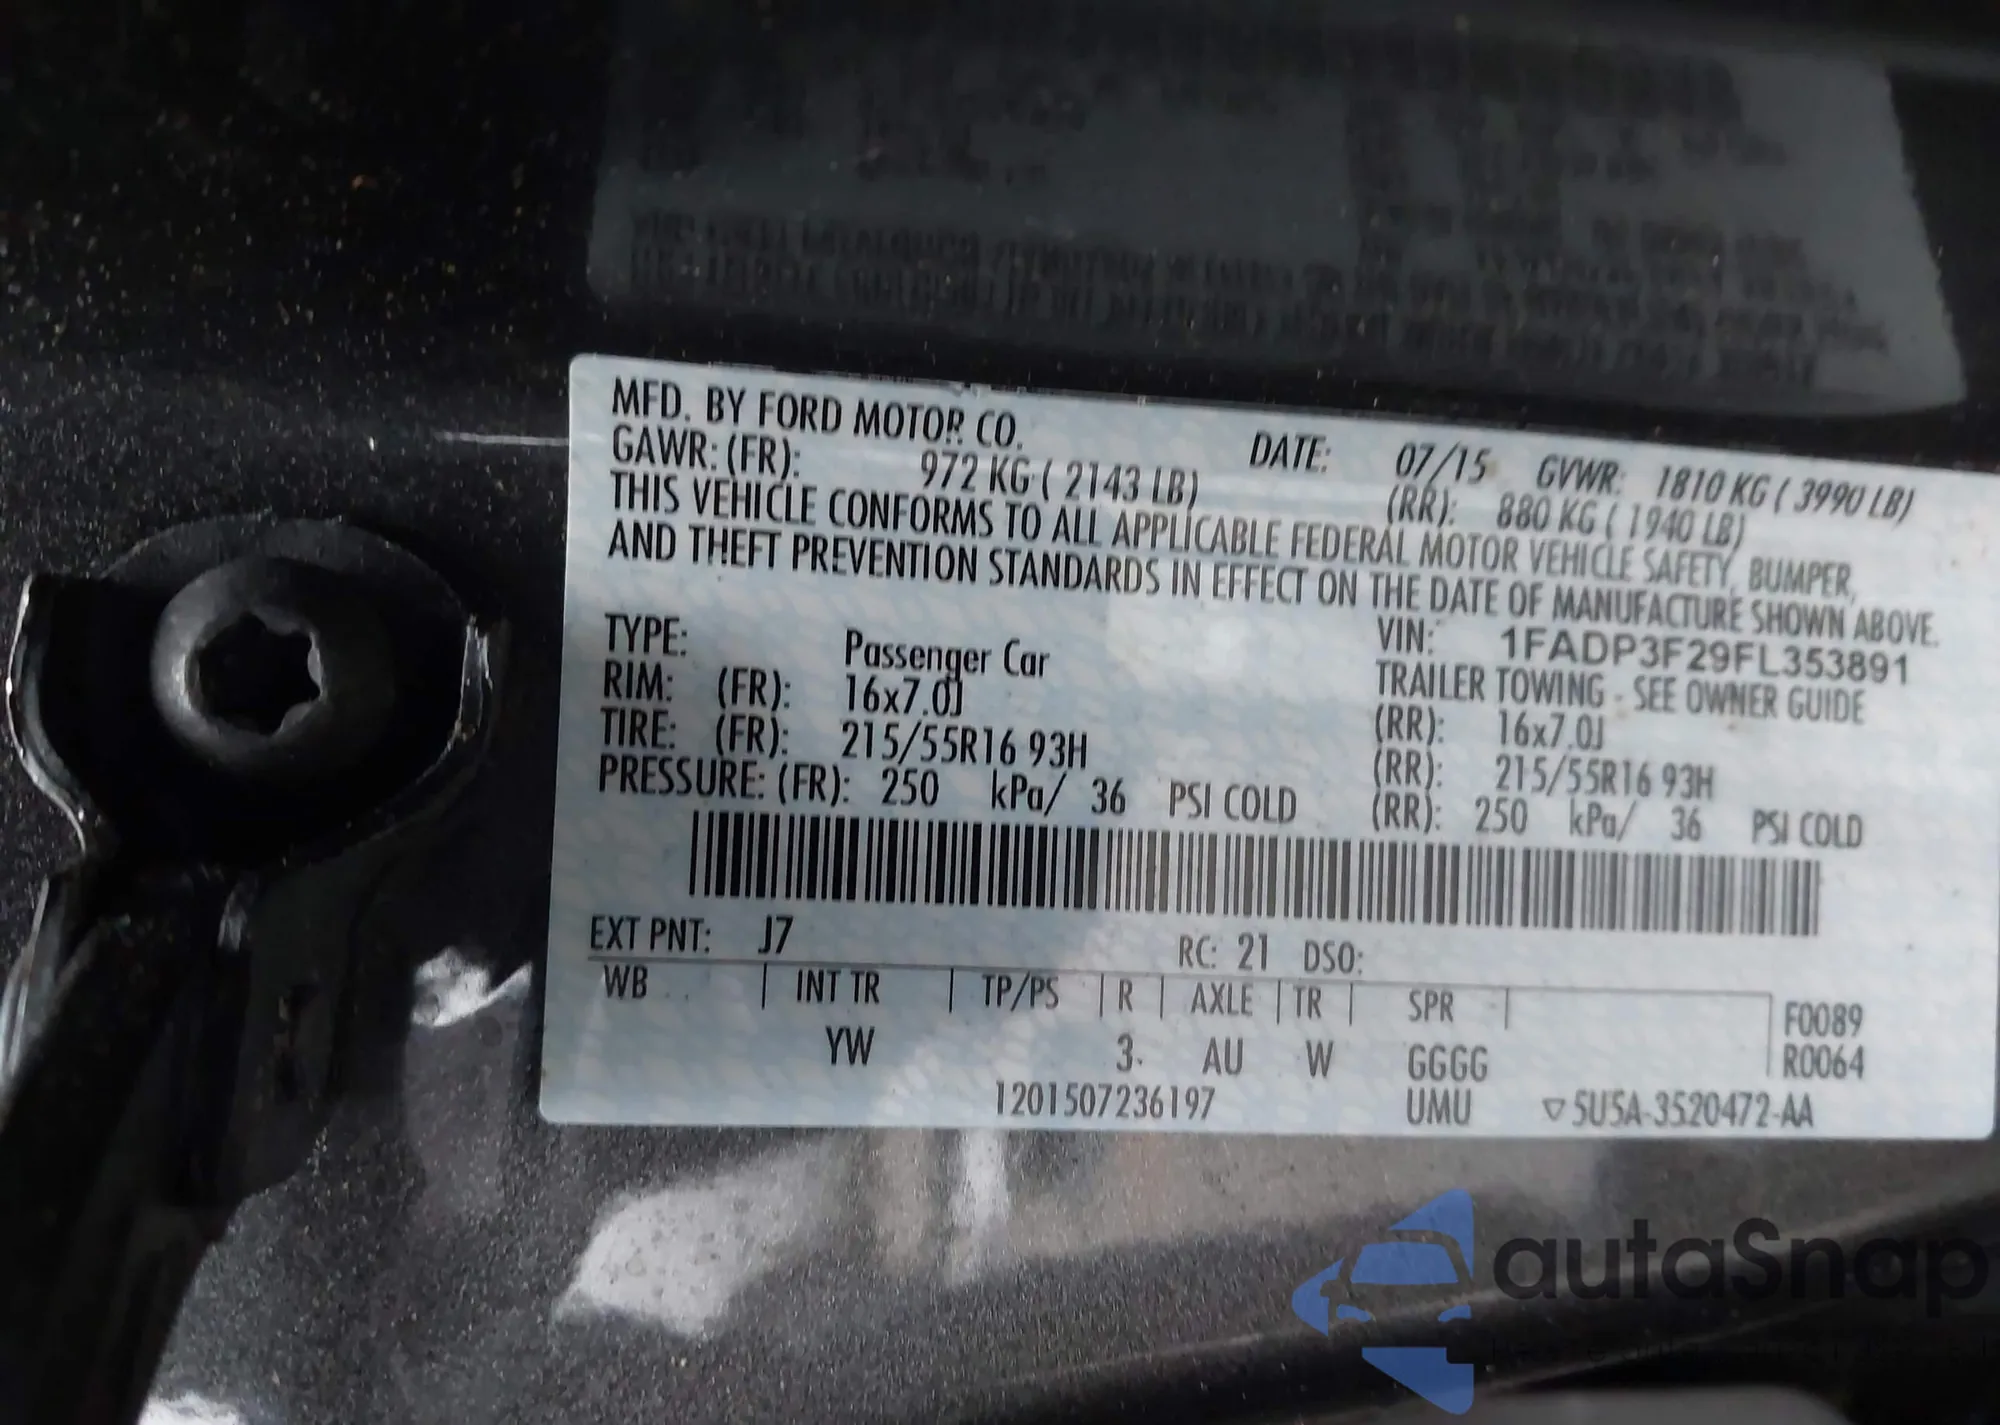 MFD. BY FORD MOTOR CO. DATE: 07/15 GVWR: 1810 KG ( 3990 LB)
GAWR: (FR): 972 KG ( 2143 LB) (RR): 880 KG ( 1940 LB)
THIS VEHICLE CONFORMS TO ALL APPLICABLE FEDERAL MOTOR VEHICLE SAFETY, BUMPER,
AND THEFT PREVENTION STANDARDS IN EFFECT ON THE DATE OF MANUFACTURE SHOWN ABOVE.
VIN: 1FADP3F29FL353891
TYPE: Passenger Car TRAILER TOWING - SEE OWNER GUIDE
RIM: (FR): 16x7.0J (RR): 16x7.0J
TIRE: (FR): 215/55R16 93H (RR): 215/55R16 93H
PRESSURE: (FR): 250 kPa/ 36 PSI COLD (RR): 250 kPa/ 36 PSI COLD
EXT PNT: J7 RC: 21 DSO:
WB INT TR TP/PS R AXLE TR SPR F0089
YW 3. AU W GGGG R0064
1201507236197 UMU ▽5U5A-3520472-AA
autaSnap